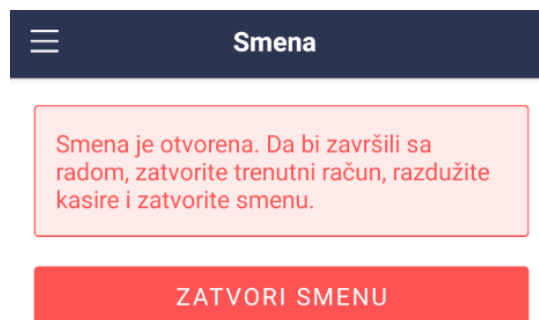 Smena
Smena je otvorena. Da bi završili sa
radom, zatvorite trenutni račun, razdužite
kasire i zatvorite smenu.
ZATVORI SMENU